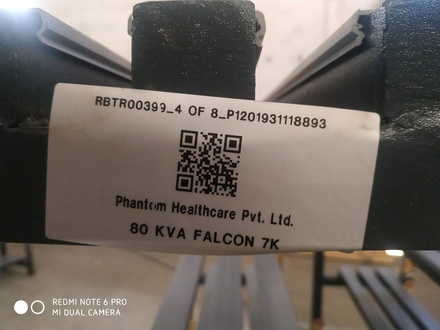 RBTR00399_4 OF 8_P1201931118893
Phantom Healthcare Pvt. Ltd.
80 KVA FALCON 7K
REDMI NOTE 6 PRO
MI DUAL CAMERA